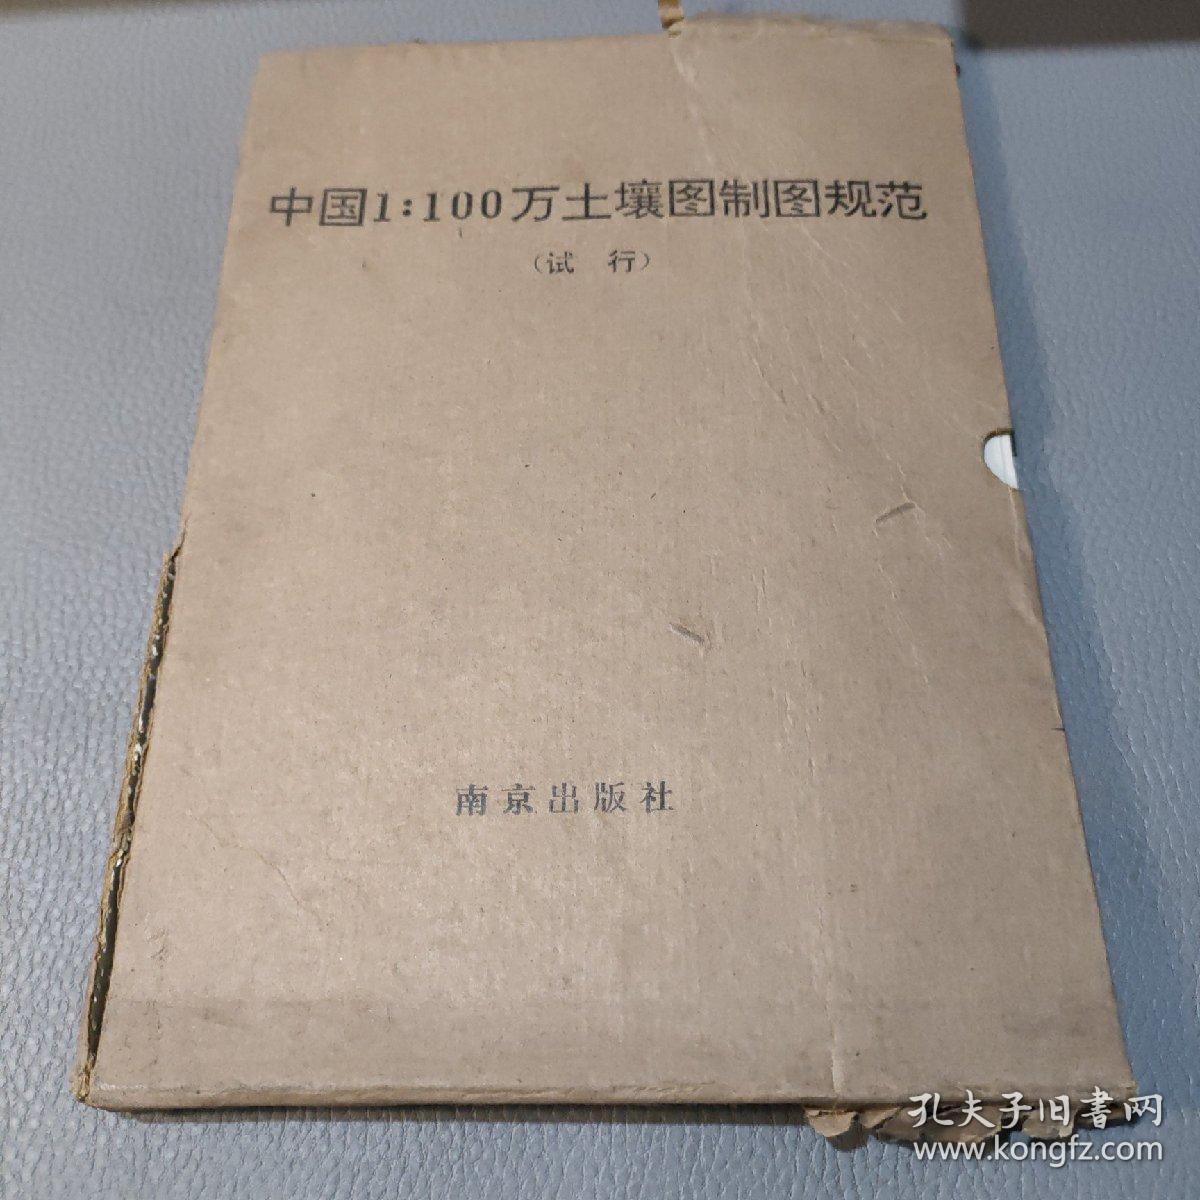 中国1:100万土壤图制图规范
（试 行）
南京出版社
孔夫子旧書网
www.kongfz.com